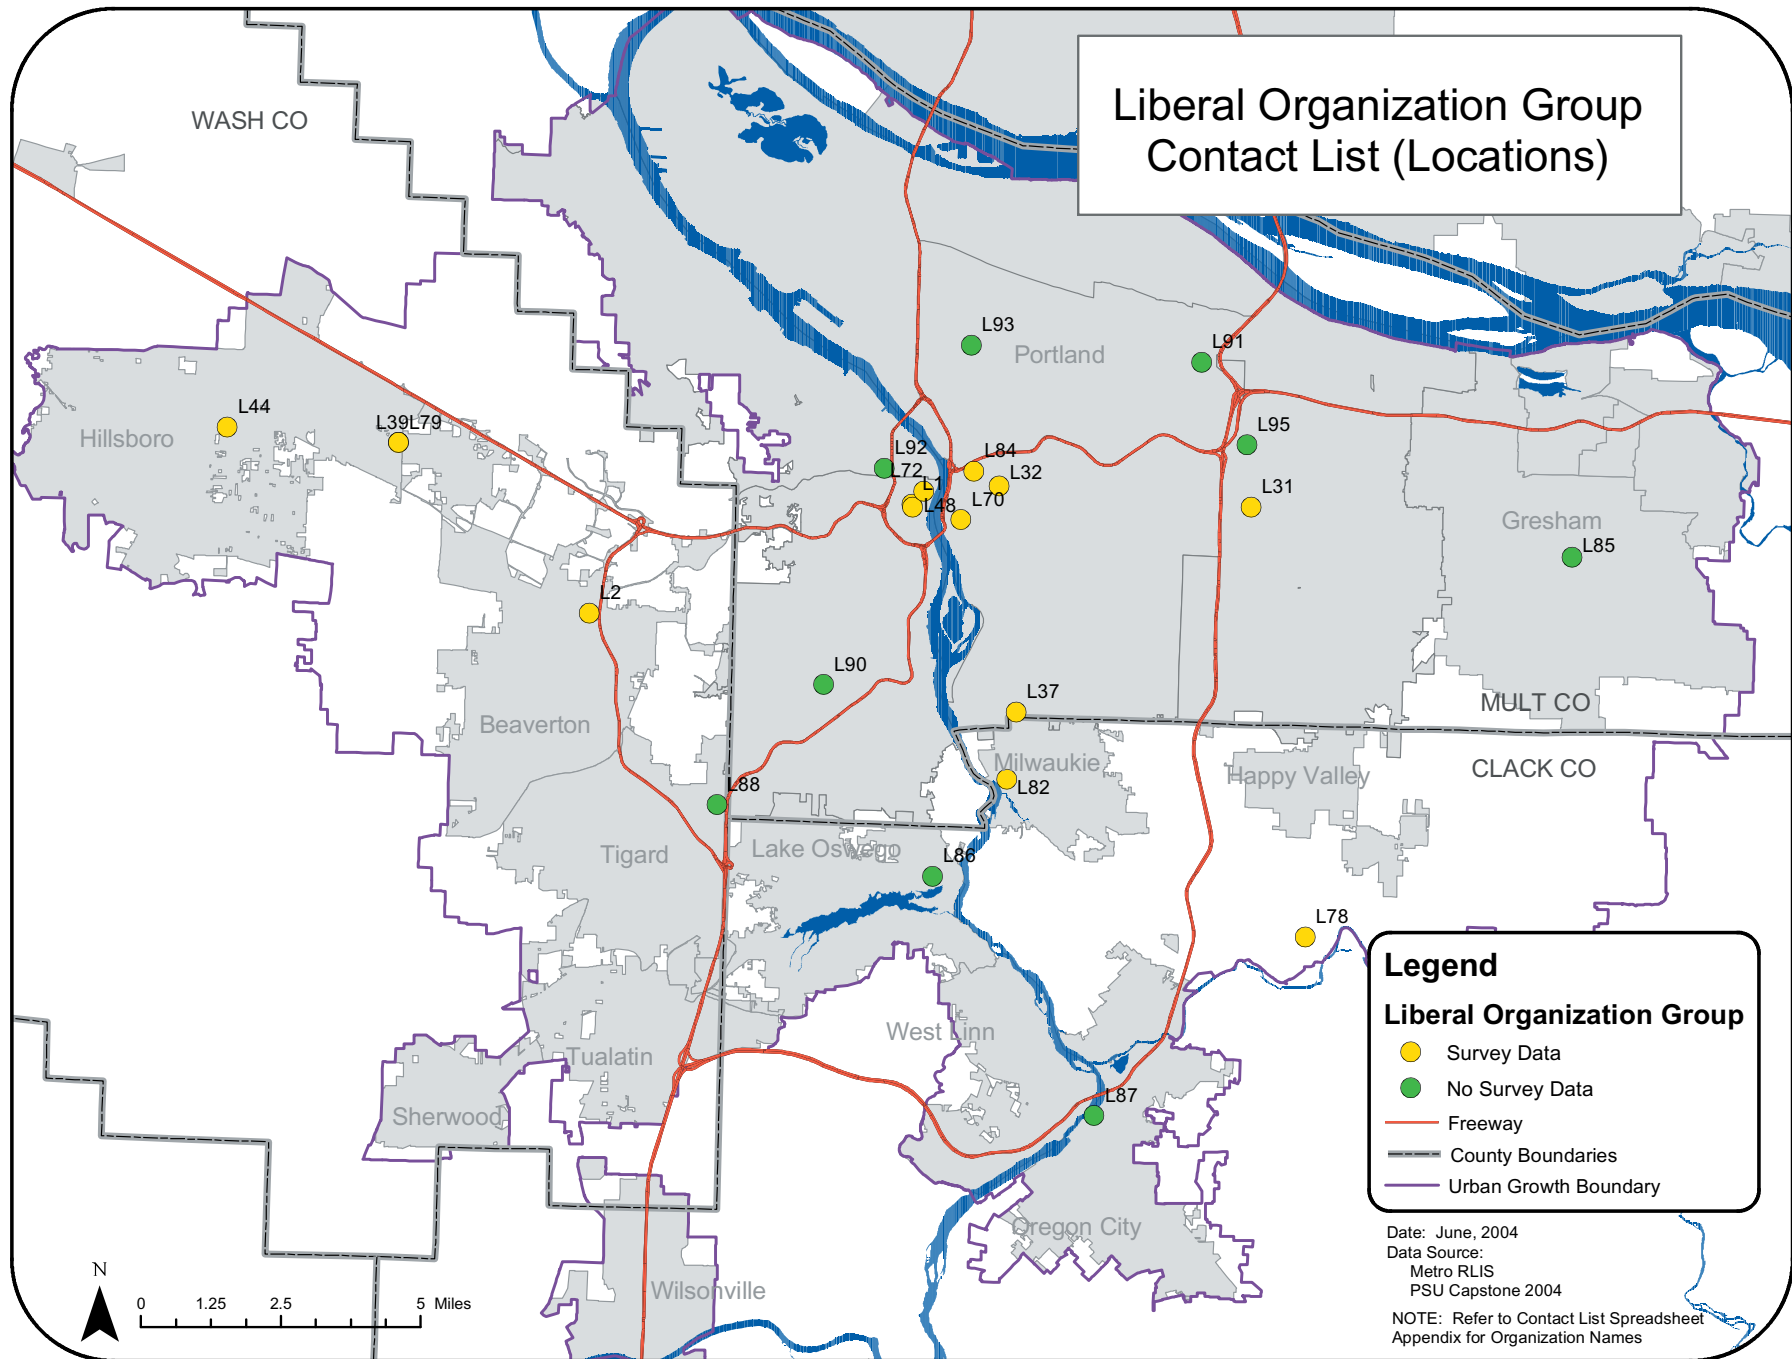 Liberal Organization Group
Contact List (Locations)
WASH CO
L93
Portland
L91
L44
Hillsboro
L39L79
L92
L84
L95
L72
L1
L32
L48
L70
L31
Gresham
L85
L2
L90
L37
MULT CO
Beaverton
Milwaukie
Happy Valley
CLACK CO
L88
L82
Tigard
Lake Oswego
L86
L78
Legend
Liberal Organization Group
Survey Data
No Survey Data
Freeway
County Boundaries
Urban Growth Boundary
West Linn
Tualatin
L87
Sherwood
Oregon City
Wilsonville
N
0 1.25 2.5 5 Miles
Date: June, 2004
Data Source:
Metro RLIS
PSU Capstone 2004
NOTE: Refer to Contact List Spreadsheet
Appendix for Organization Names